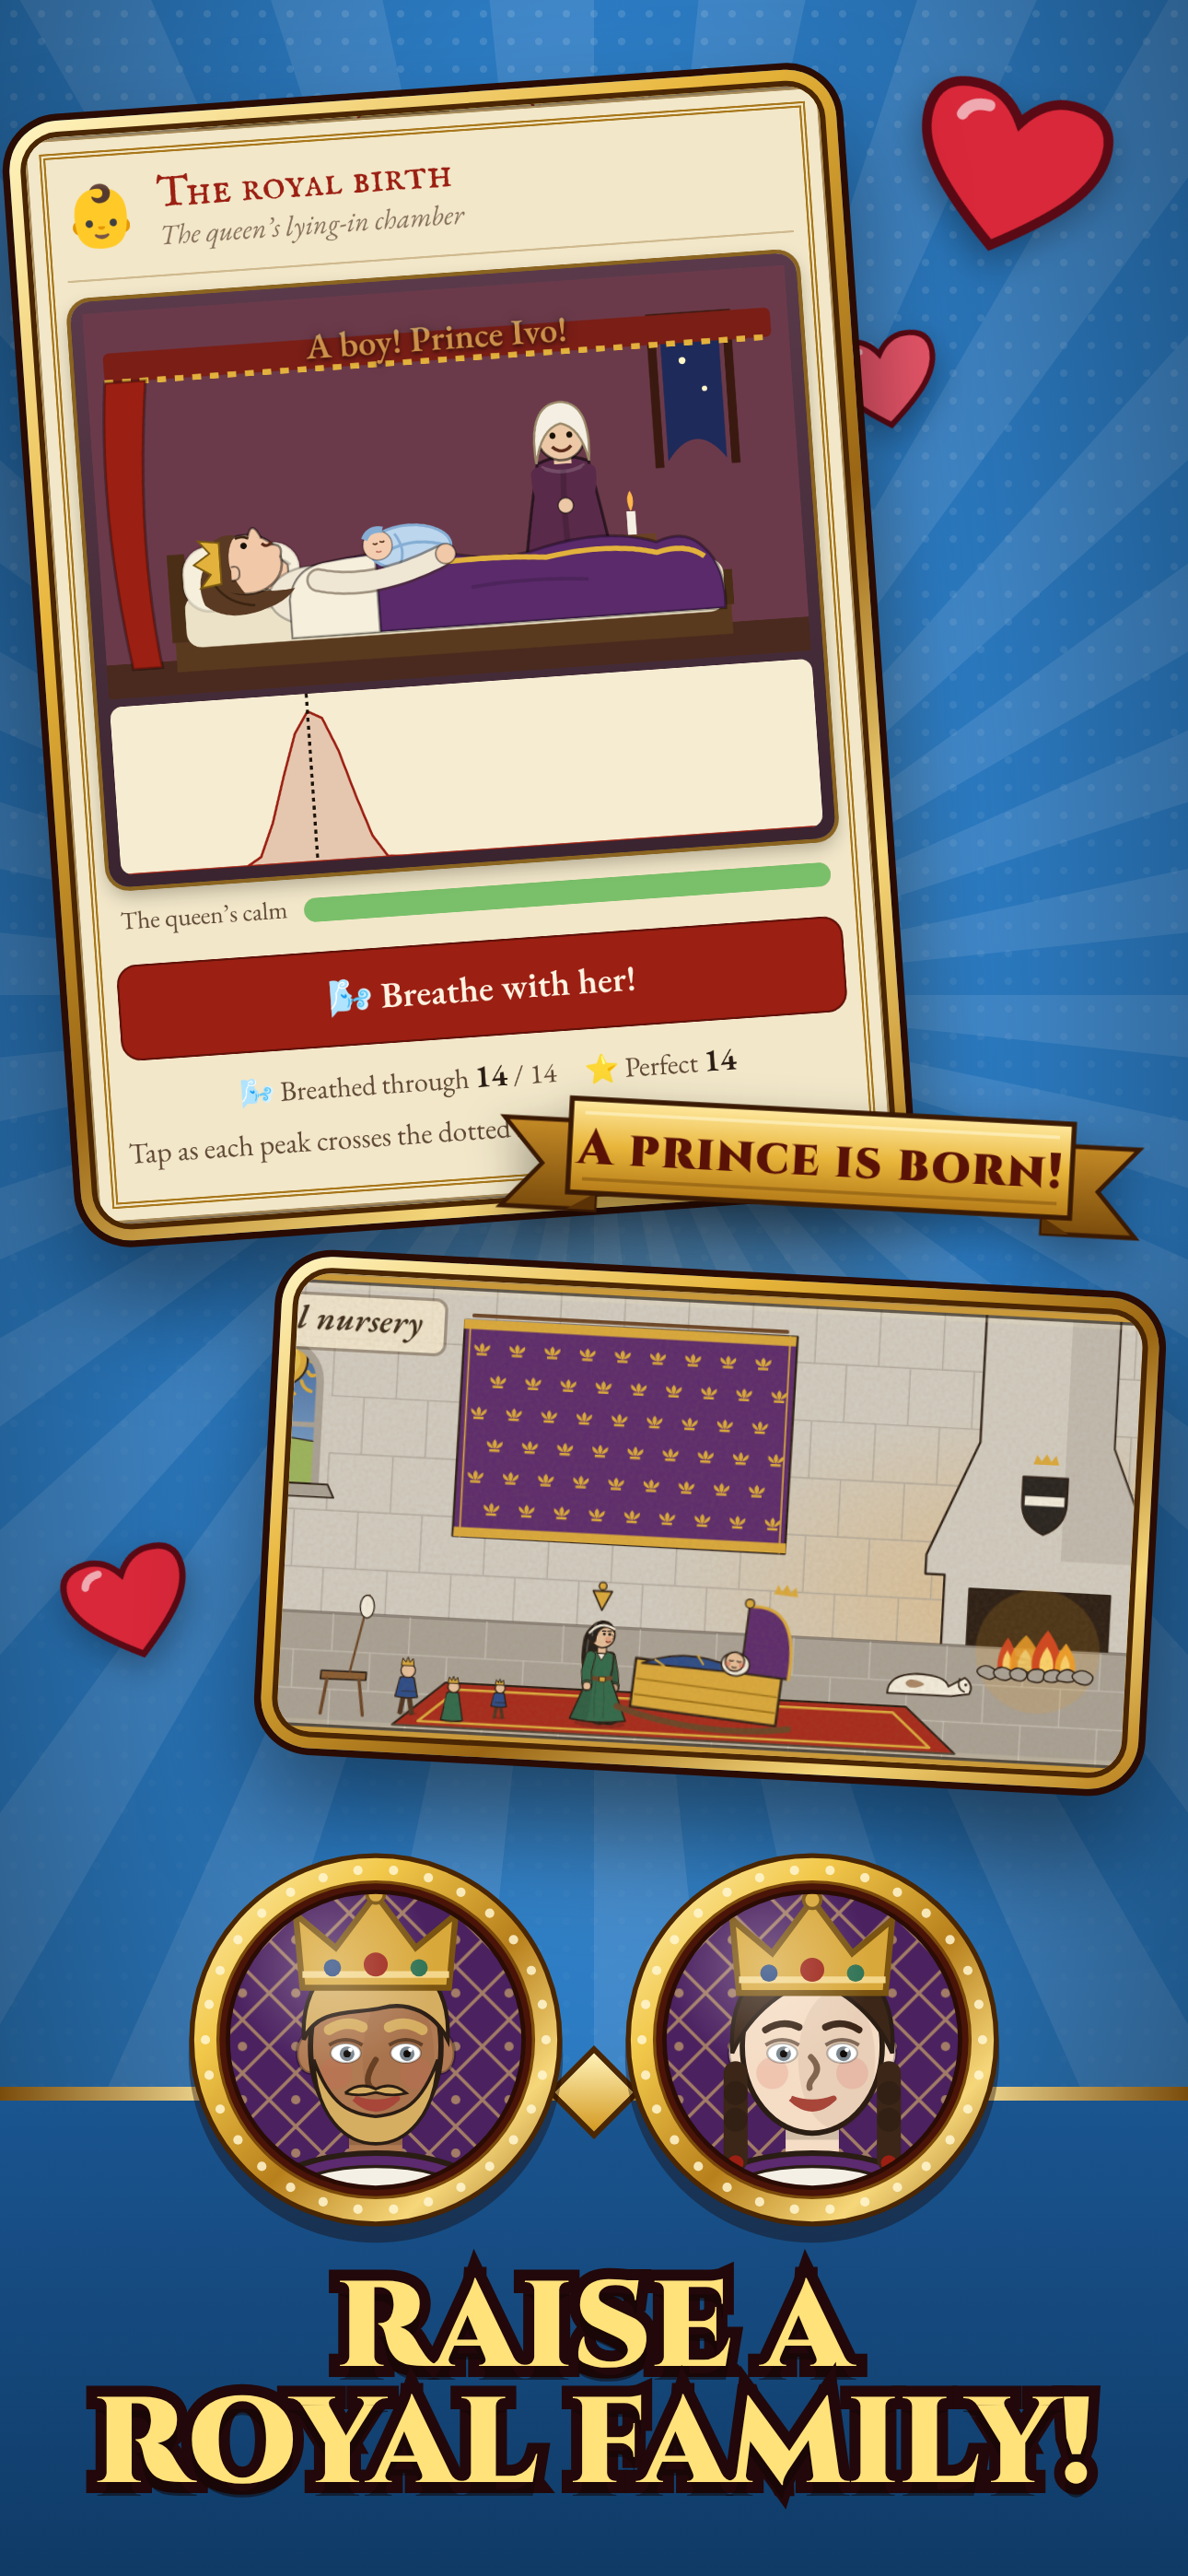 The royal birth
The queen's lying-in chamber
A boy! Prince Ivo!
The queen's calm
Breathe with her!
Breathed through 14 / 14 Perfect 14
Tap as each peak crosses the dotted
A PRINCE IS BORN!
l nursery
RAISE A
ROYAL FAMILY!